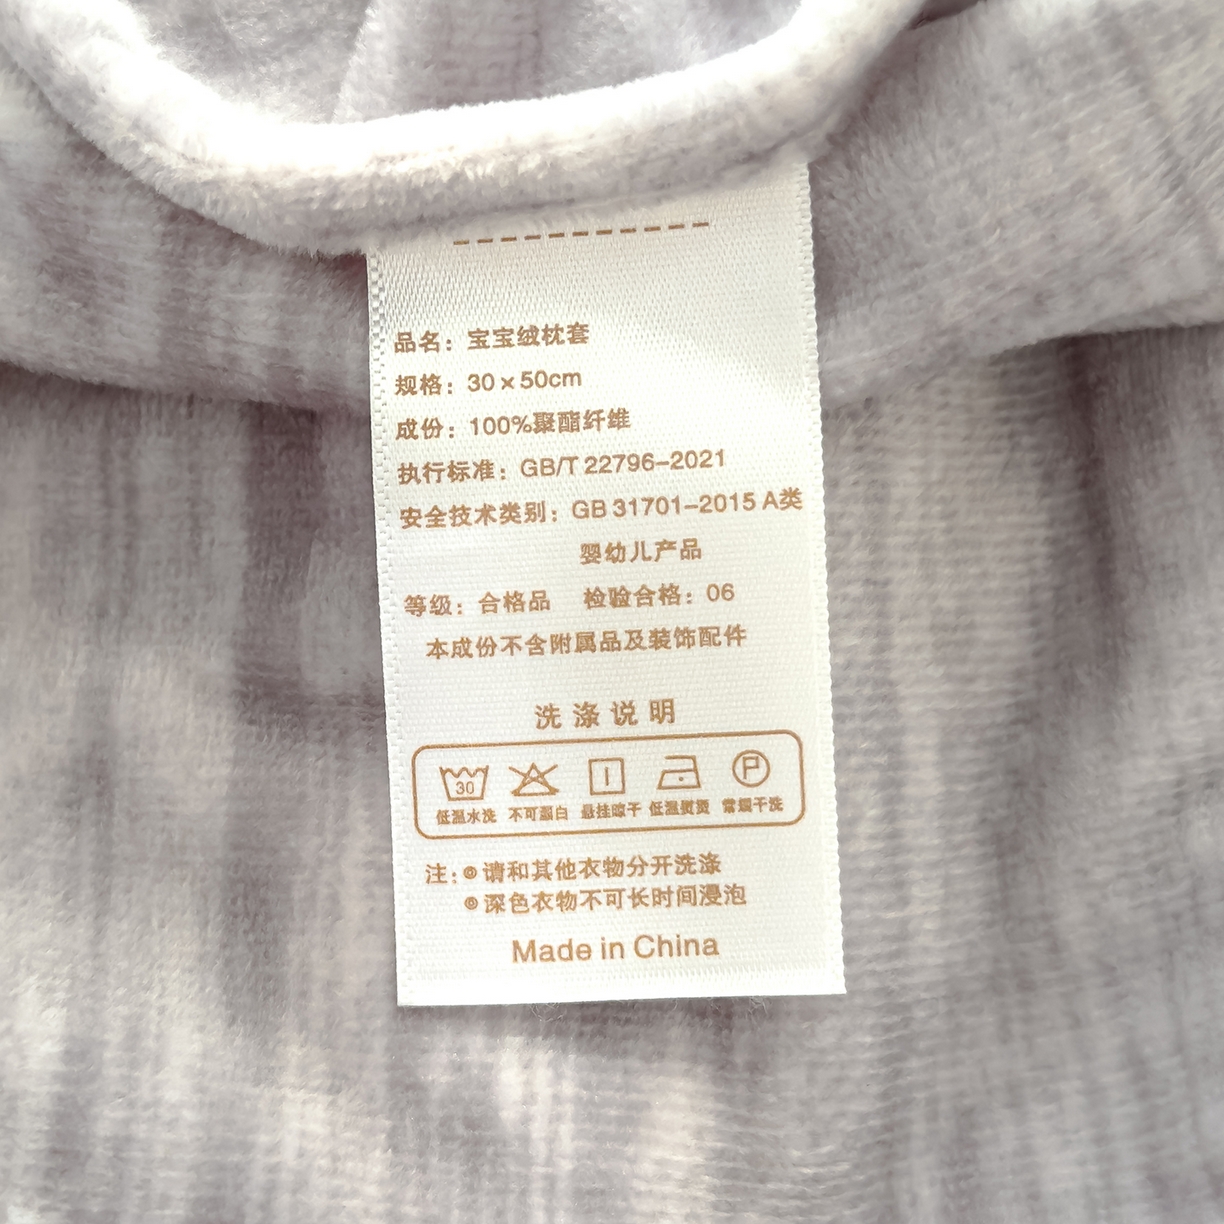 品名：宝宝绒枕套
规格：30×50cm
成份：100%聚酯纤维
执行标准：GB/T 22796-2021
安全技术类别：GB 31701-2015 A类
婴幼儿产品
等级：合格品 检验合格：06
本成份不含附属品及装饰配件
洗涤说明
30 P
低温水洗 不可漂白 悬挂晾干 低温熨烫 常规干洗
注：◎请和其他衣物分开洗涤
◎深色衣物不可长时间浸泡
Made in China